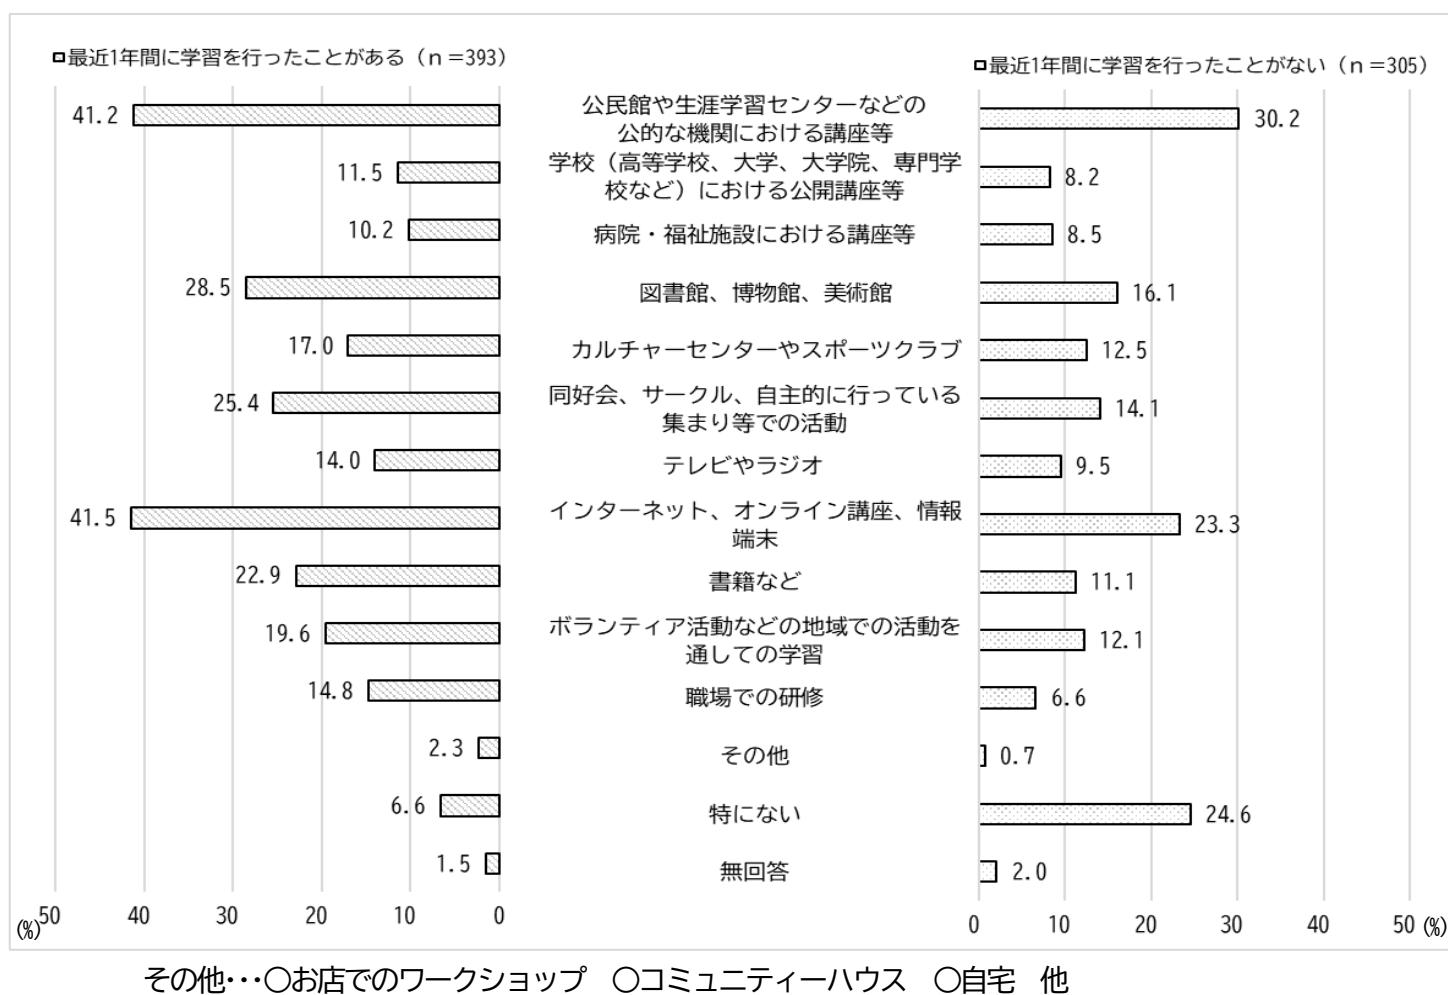 最近1年間に学習を行ったことがある（ｎ＝393）
最近1年間に学習を行ったことがない（ｎ＝305）
41.2
公民館や生涯学習センターなどの
公的な機関における講座等
30.2
11.5
学校（高等学校、大学、大学院、専門学
校など）における公開講座等
8.2
10.2
病院・福祉施設における講座等
8.5
28.5
図書館、博物館、美術館
16.1
17.0
カルチャーセンターやスポーツクラブ
12.5
25.4
同好会、サークル、自主的に行っている
集まり等での活動
14.1
14.0
テレビやラジオ
9.5
41.5
インターネット、オンライン講座、情報
端末
23.3
22.9
書籍など
11.1
19.6
ボランティア活動などの地域での活動を
通しての学習
12.1
14.8
職場での研修
6.6
2.3
その他
0.7
6.6
特にない
24.6
1.5
無回答
2.0
(%) 50 40 30 20 10 0
0 10 20 30 40 50 (%)
その他･･･○お店でのワークショップ　○コミュニティーハウス　○自宅　他